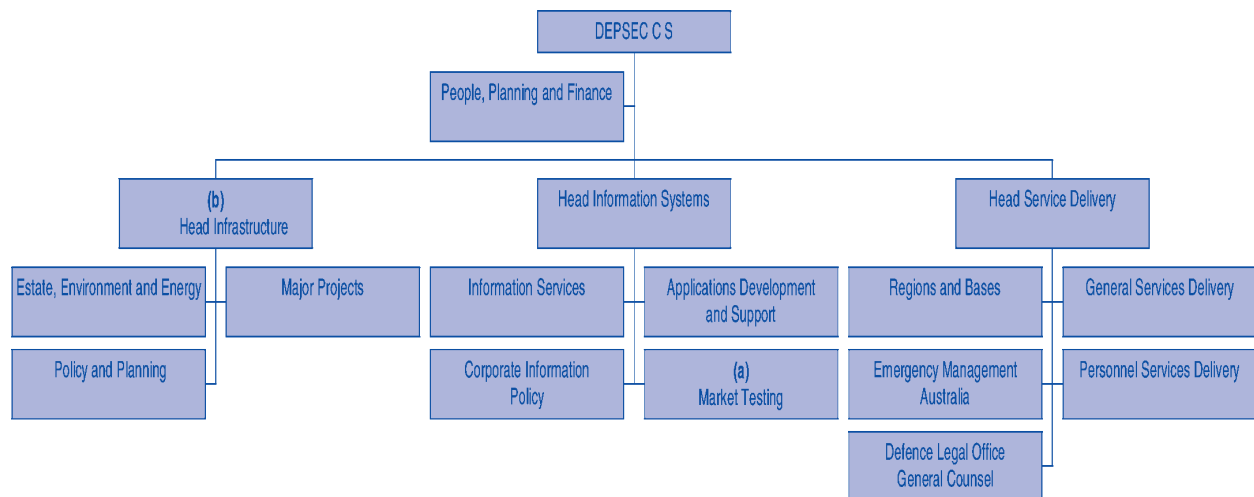 DEPSEC C S
People, Planning and Finance
(b)
Head Infrastructure
Head Information Systems
Head Service Delivery
Estate, Environment and Energy
Major Projects
Information Services
Applications Development
and Support
Regions and Bases
General Services Delivery
Policy and Planning
Corporate Information
Policy
(a)
Market Testing
Emergency Management
Australia
Personnel Services Delivery
Defence Legal Office
General Counsel